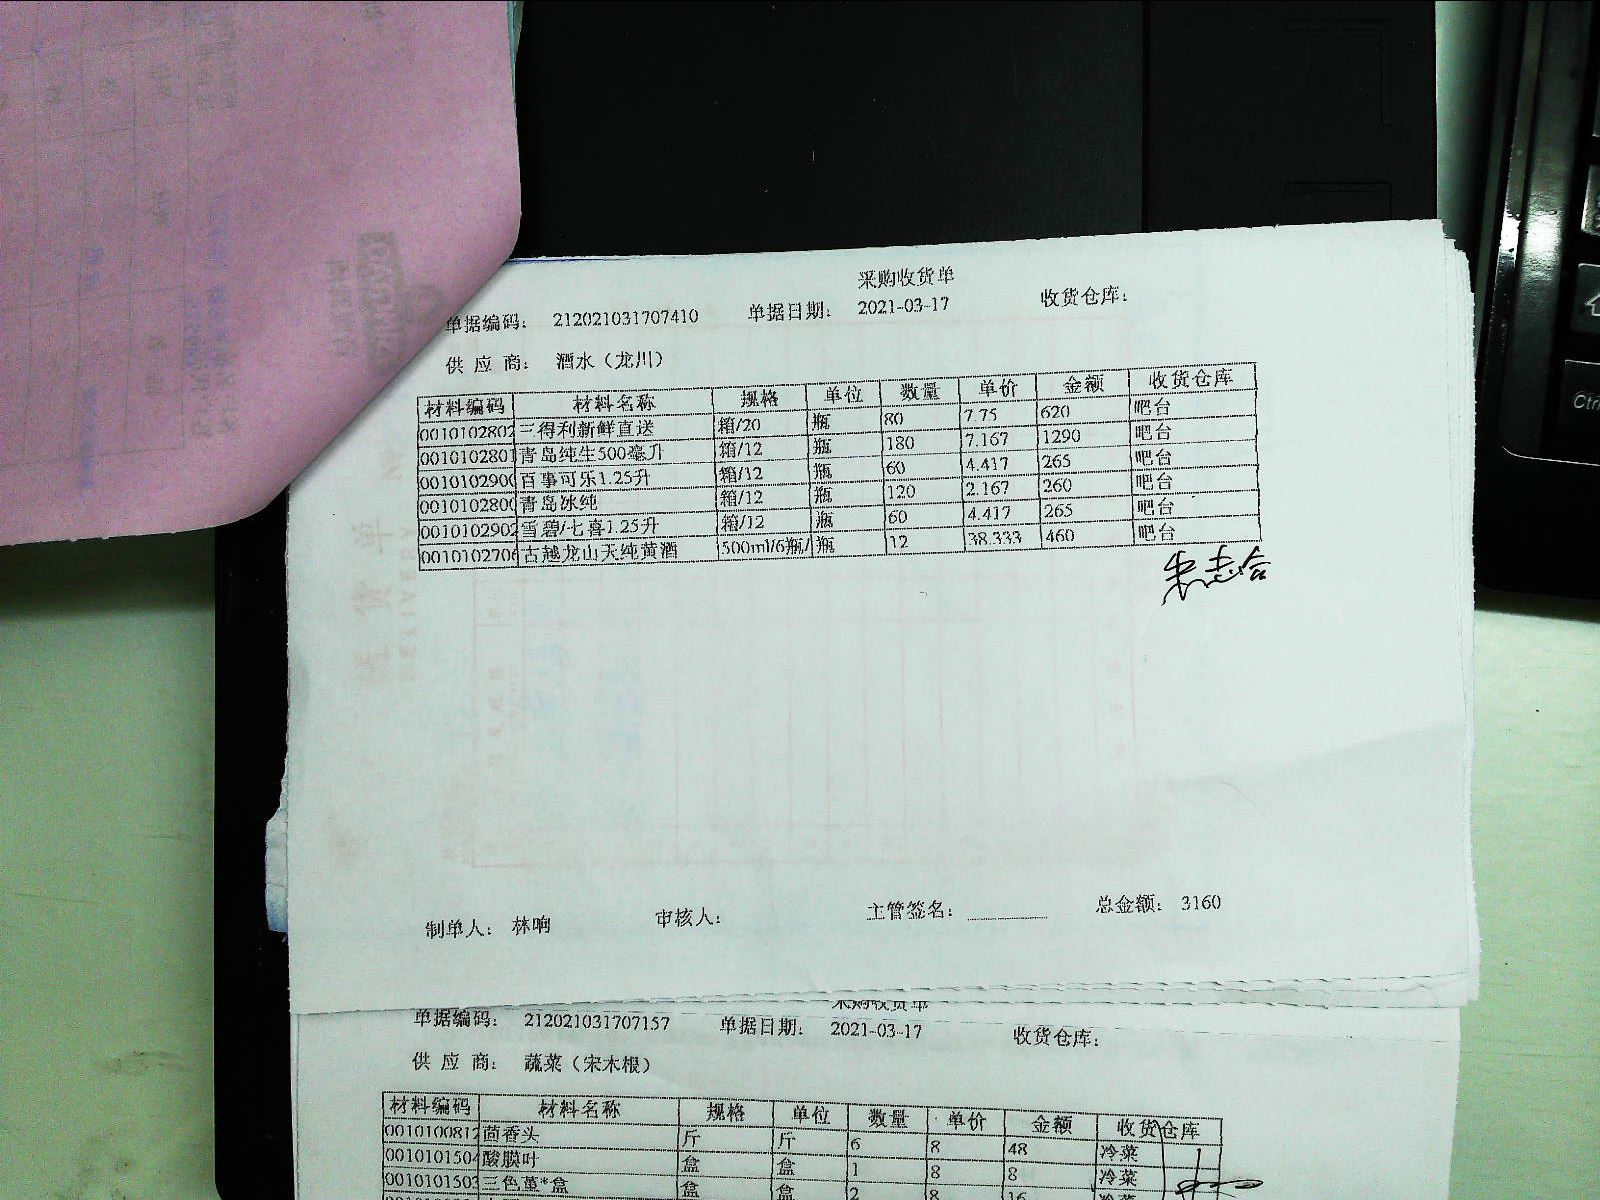 采购收货单
单据编码： 212021031707410 单据日期： 2021-03-17 收货仓库：
供 应 商： 酒水（龙川）
材料编码 材料名称 规格 单位 数量 单价 金额 收货仓库
0010102802 三得利新鲜直送 箱/20 瓶 80 7.75 620 吧台
0010102801 青岛纯生500毫升 箱/12 瓶 180 7.167 1290 吧台
0010102900 百事可乐1.25升 箱/12 瓶 60 4.417 265 吧台
0010102800 青岛冰纯 箱/12 瓶 120 2.167 260 吧台
0010102902 雪碧/七喜1.25升 箱/12 瓶 60 4.417 265 吧台
0010102706 古越龙山天纯黄酒 500ml/6瓶/ 瓶 12 38.333 460 吧台
制单人： 林响 审核人： 主管签名： 总金额： 3160
采购收货单
单据编码： 212021031707157 单据日期： 2021-03-17 收货仓库：
供 应 商： 蔬菜（宋木根）
材料编码 材料名称 规格 单位 数量 单价 金额 收货仓库
0010100812 茴香头 斤 斤 6 8 48 冷菜
0010101504 酸膜叶 盒 盒 1 8 8 冷菜
0010101503 三色堇*盒 盒 盒 2 8 16 冷菜
Ctrl